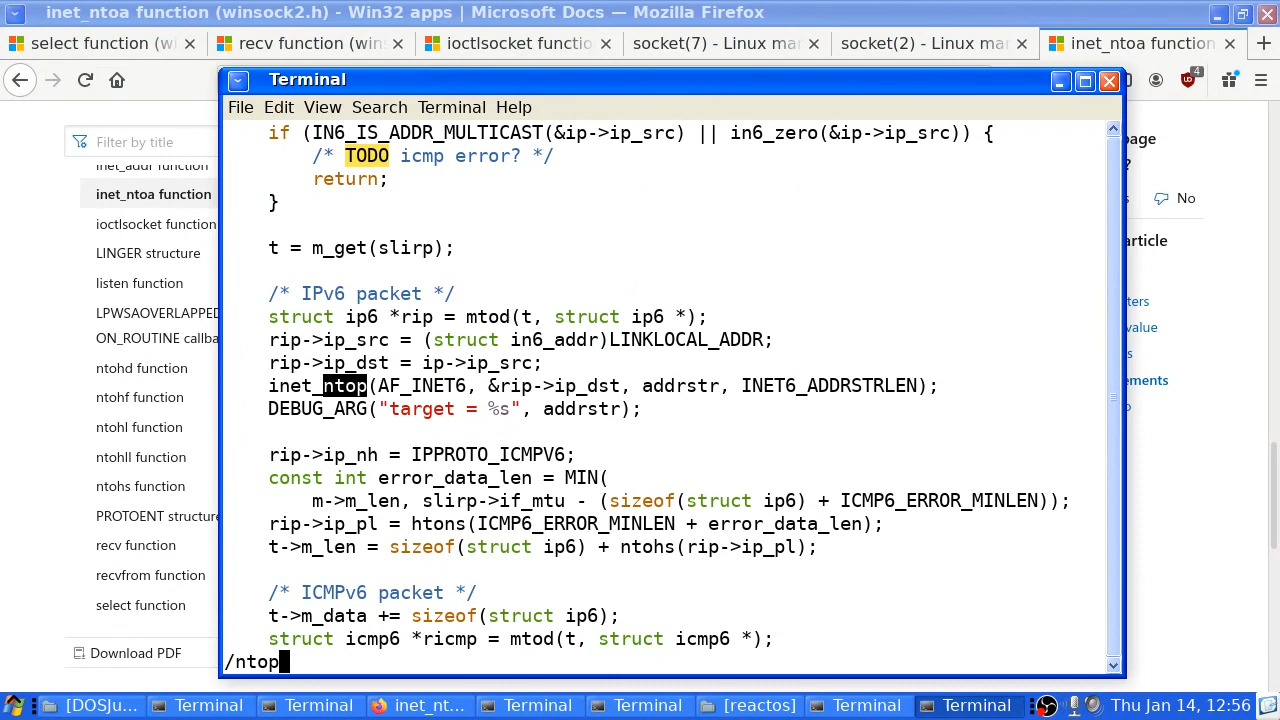 inet_ntoa function (winsock2.h) - Win32 apps | Microsoft Docs — Mozilla Firefox
select function (w
recv function (win
ioctlsocket functio
socket(7) - Linux ma
socket(2) - Linux ma
inet_ntoa function
4
Terminal
File Edit View Search Terminal Help
if (IN6_IS_ADDR_MULTICAST(&ip->ip_src) || in6_zero(&ip->ip_src)) {
/* TODO icmp error? */
return;
}
t = m_get(slirp);
/* IPv6 packet */
struct ip6 *rip = mtod(t, struct ip6 *);
rip->ip_src = (struct in6_addr)LINKLOCAL_ADDR;
rip->ip_dst = ip->ip_src;
inet_ntop(AF_INET6, &rip->ip_dst, addrstr, INET6_ADDRSTRLEN);
DEBUG_ARG("target = %s", addrstr);
rip->ip_nh = IPPROTO_ICMPV6;
const int error_data_len = MIN(
m->m_len, slirp->if_mtu - (sizeof(struct ip6) + ICMP6_ERROR_MINLEN));
rip->ip_pl = htons(ICMP6_ERROR_MINLEN + error_data_len);
t->m_len = sizeof(struct ip6) + ntohs(rip->ip_pl);
/* ICMPv6 packet */
t->m_data += sizeof(struct ip6);
struct icmp6 *ricmp = mtod(t, struct icmp6 *);
/ntop
Filter by title
inet_addr function
inet_ntoa function
ioctlsocket function
LINGER structure
listen function
LPWSAOVERLAPPED
ON_ROUTINE callba
ntohd function
ntohf function
ntohl function
ntohll function
ntohs function
PROTOENT structure
recv function
recvfrom function
select function
Download PDF
page
?
s No
article
ters
value
s
ements
o
[DOSJu...
Terminal
Terminal
inet_nt...
Terminal
Terminal
[reactos]
Terminal
Terminal
Thu Jan 14, 12:56